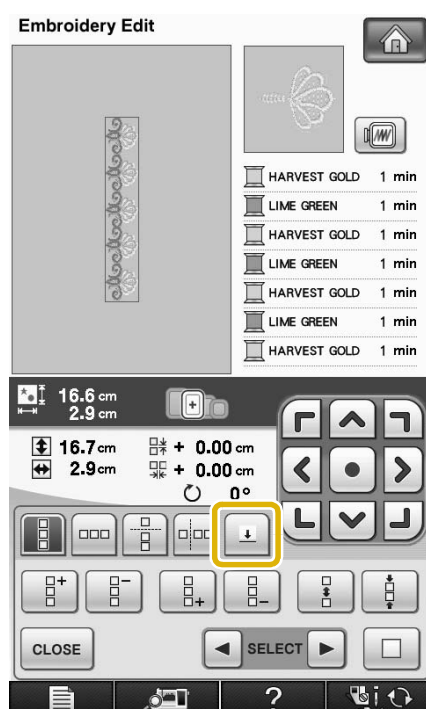 Embroidery Edit
HARVEST GOLD 1 min
LIME GREEN 1 min
HARVEST GOLD 1 min
LIME GREEN 1 min
HARVEST GOLD 1 min
LIME GREEN 1 min
HARVEST GOLD 1 min
16.6 cm
2.9 cm
16.7 cm + 0.00 cm
2.9 cm + 0.00 cm
0°
CLOSE SELECT
?